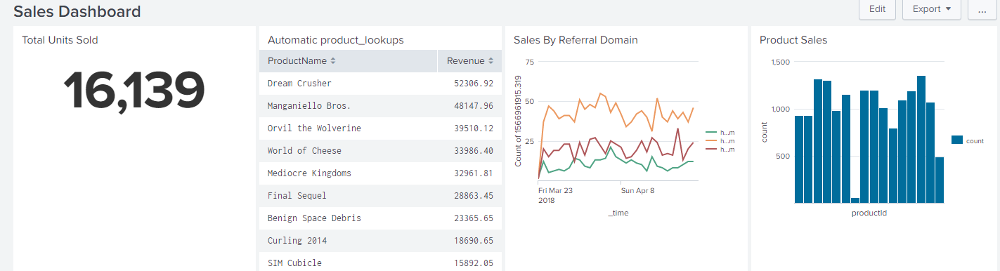 Sales Dashboard
Edit
Export
...
Total Units Sold
16,139
Automatic product_lookups
ProductName Revenue
Dream Crusher 52306.92
Manganiello Bros. 48147.96
Orvil the Wolverine 39510.12
World of Cheese 33986.40
Mediocre Kingdoms 32961.81
Final Sequel 28863.45
Benign Space Debris 23365.65
Curling 2014 18690.65
SIM Cubicle 15892.05
Sales By Referral Domain
Count of 1566961915.319
75
50
25
Fri Mar 23
2018
Sun Apr 8
_time
h...m
h...m
h...m
Product Sales
count
1,500
1,000
500
productId
count